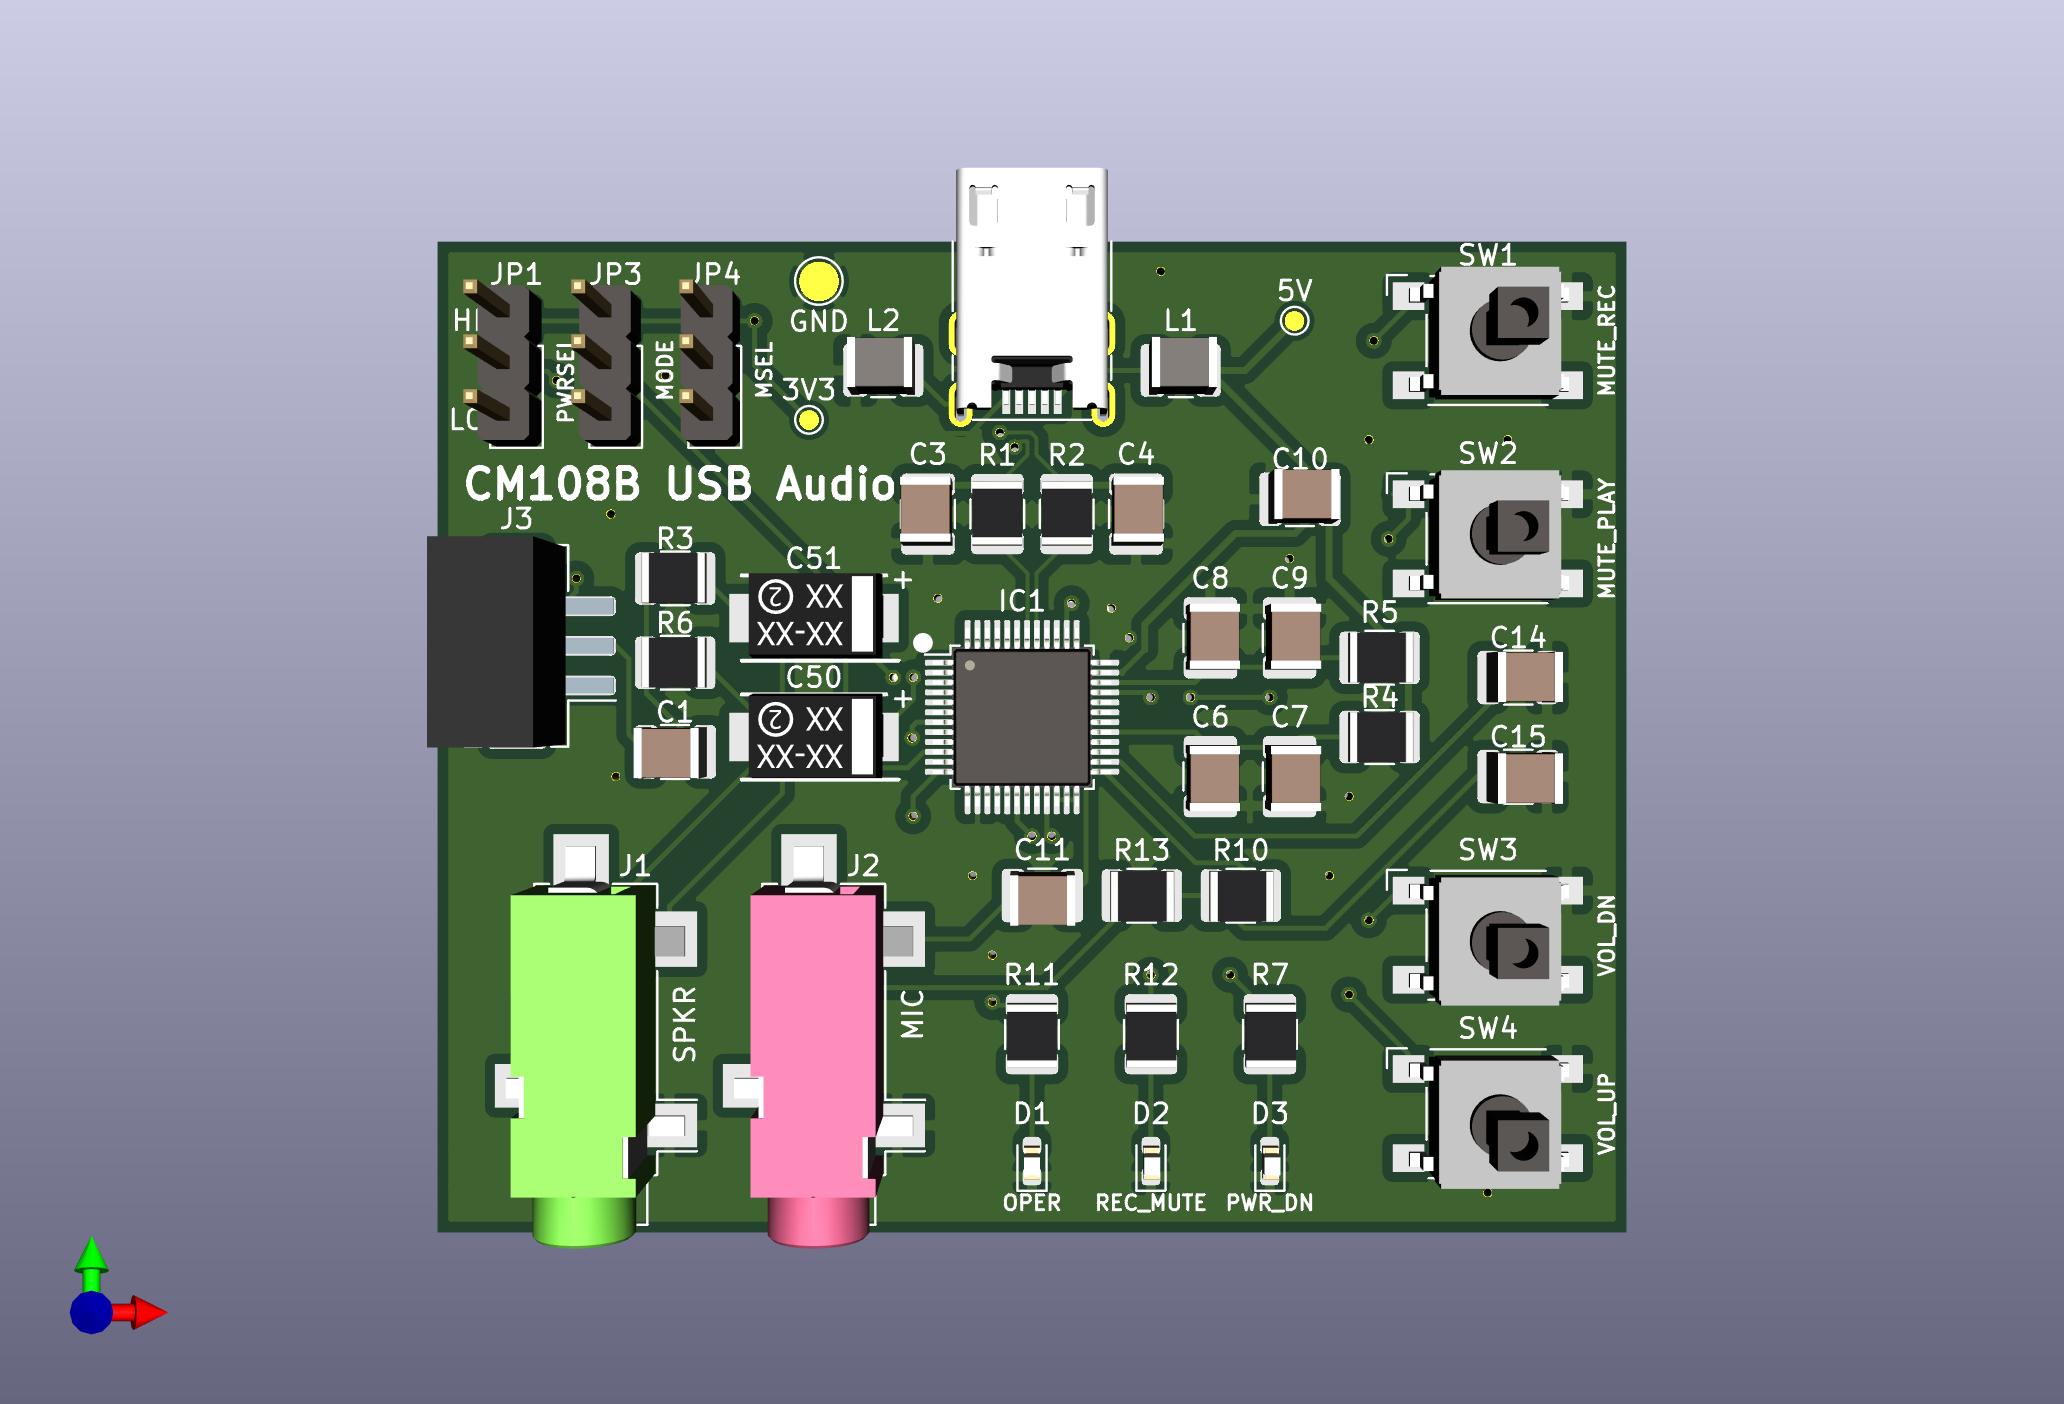 SW1
JP1 JP3 JP4
5V
GND L2 L1
MUTE_REC
PWRSEL
MODE
MSEL
3V3
C3 R1 R2 C4 C10 SW2
CM108B USB Audio
J3
MUTE_PLAY
R3 C51 +
2 XX
XX-XX
C8 C9
IC1
R6 R5
C14
C50 +
2 XX
XX-XX
C1 C6 C7 R4
C15
J1 J2 C11 R13 R10 SW3
VOL_DN
R11 R12 R7
SPKR
MIC
SW4
D1 D2 D3
VOL_UP
OPER REC_MUTE PWR_DN